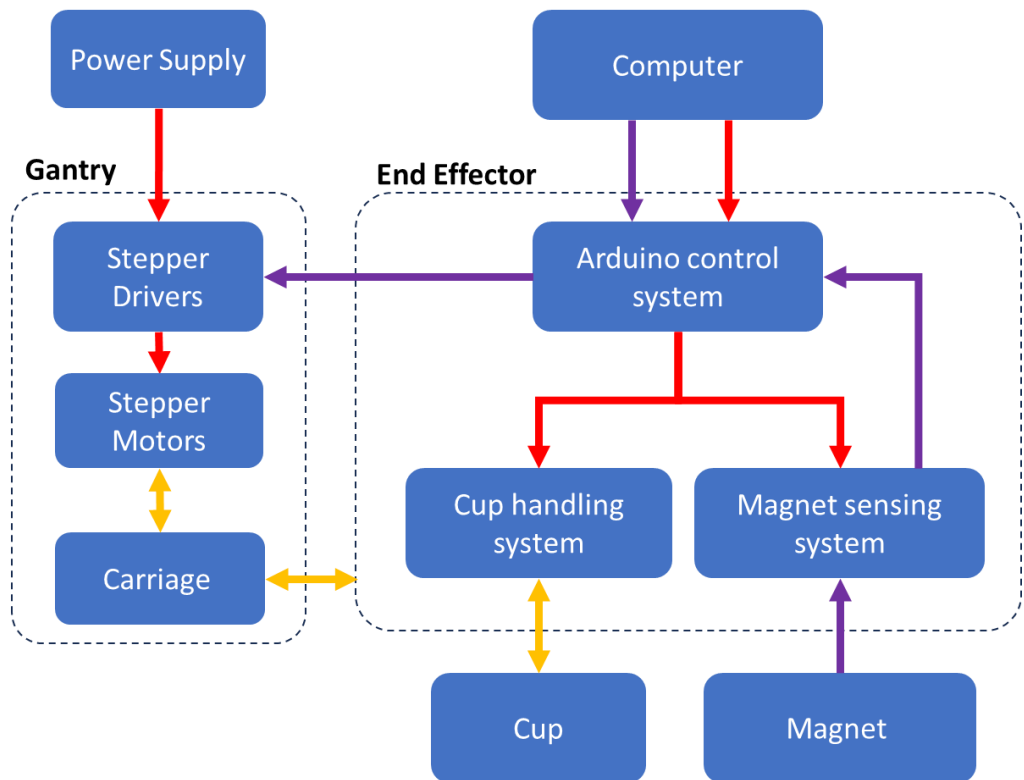 Power Supply
Computer
Gantry
End Effector
Stepper
Drivers
Arduino control
system
Stepper
Motors
Cup handling
system
Magnet sensing
system
Carriage
Cup
Magnet